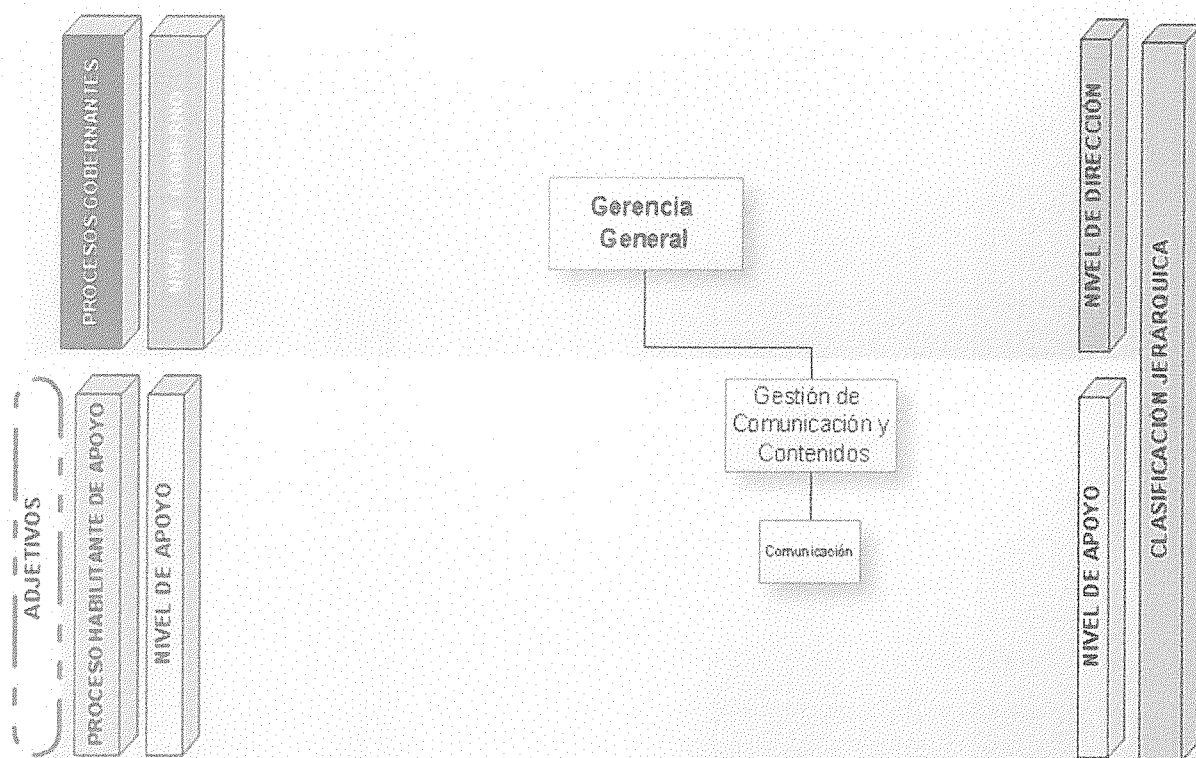 PROCESOS GOBERNANTES
Gerencia
General
NIVEL DE DIRECCIÓN
CLASIFICACION JERARQUICA
ADJETIVOS
PROCESO HABILITANTE DE APOYO
NIVEL DE APOYO
Gestión de
Comunicación y
Contenidos
Comunicación
NIVEL DE APOYO